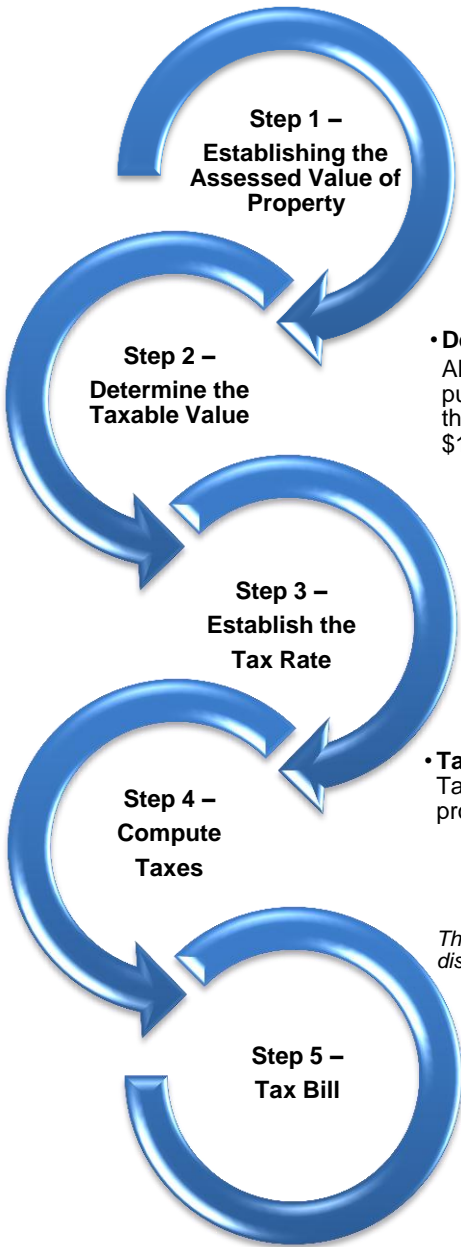 Step 1 –
Establishing the
Assessed Value of
Property
Step 2 –
Determine the
Taxable Value
Step 3 –
Establish the
Tax Rate
Step 4 –
Compute
Taxes
Step 5 –
Tax Bill